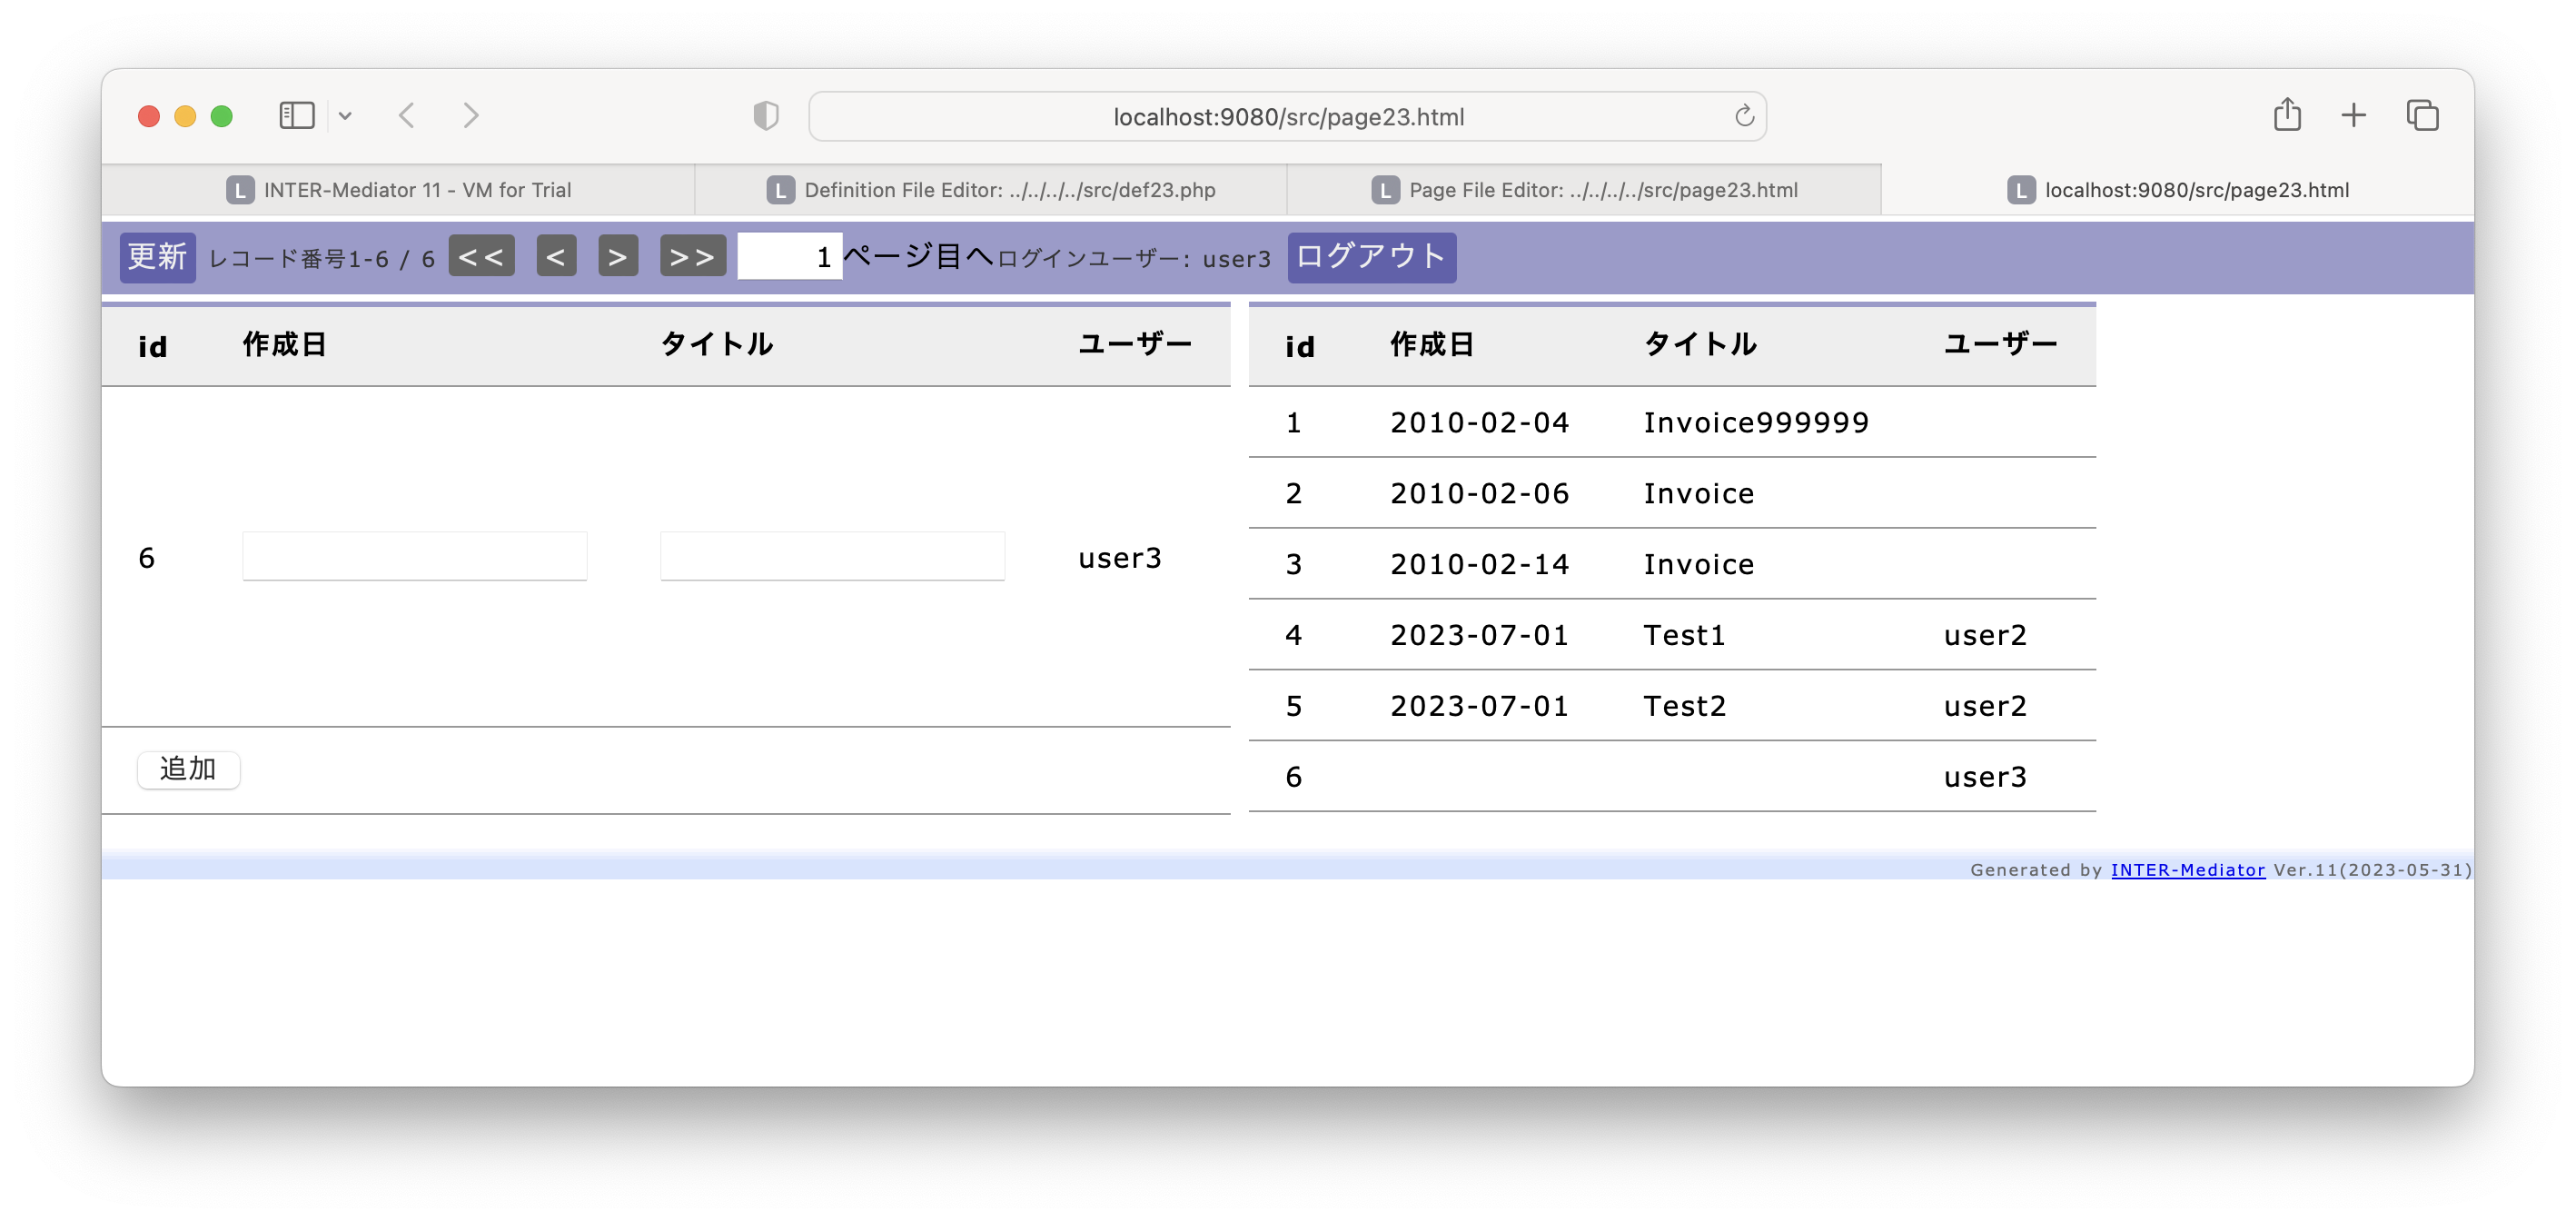 localhost:9080/src/page23.html
L INTER-Mediator 11 - VM for Trial
L Definition File Editor: ../../../../src/def23.php
L Page File Editor: ../../../../src/page23.html
L localhost:9080/src/page23.html
更新 レコード番号1-6 / 6 << < > >> 1 ページ目へログインユーザー: user3 ログアウト
id 作成日 タイトル ユーザー
6 user3
追加
id 作成日 タイトル ユーザー
1 2010-02-04 Invoice999999
2 2010-02-06 Invoice
3 2010-02-14 Invoice
4 2023-07-01 Test1 user2
5 2023-07-01 Test2 user2
6 user3
Generated by INTER-Mediator Ver.11(2023-05-31)